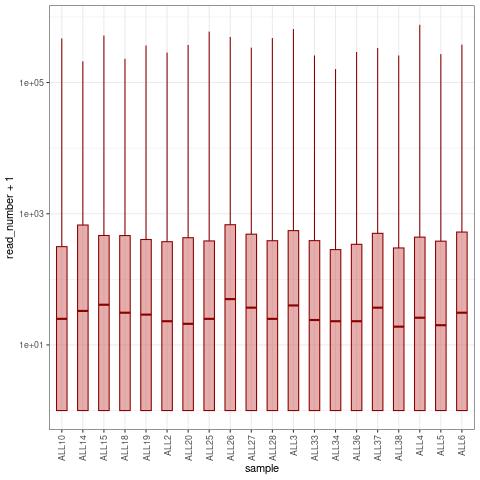 read_number + 1
1e+05
1e+03
1e+01
ALL10
ALL14
ALL15
ALL18
ALL19
ALL2
ALL20
ALL25
ALL26
ALL27
ALL28
ALL3
ALL33
ALL34
ALL36
ALL37
ALL38
ALL4
ALL5
ALL6
sample